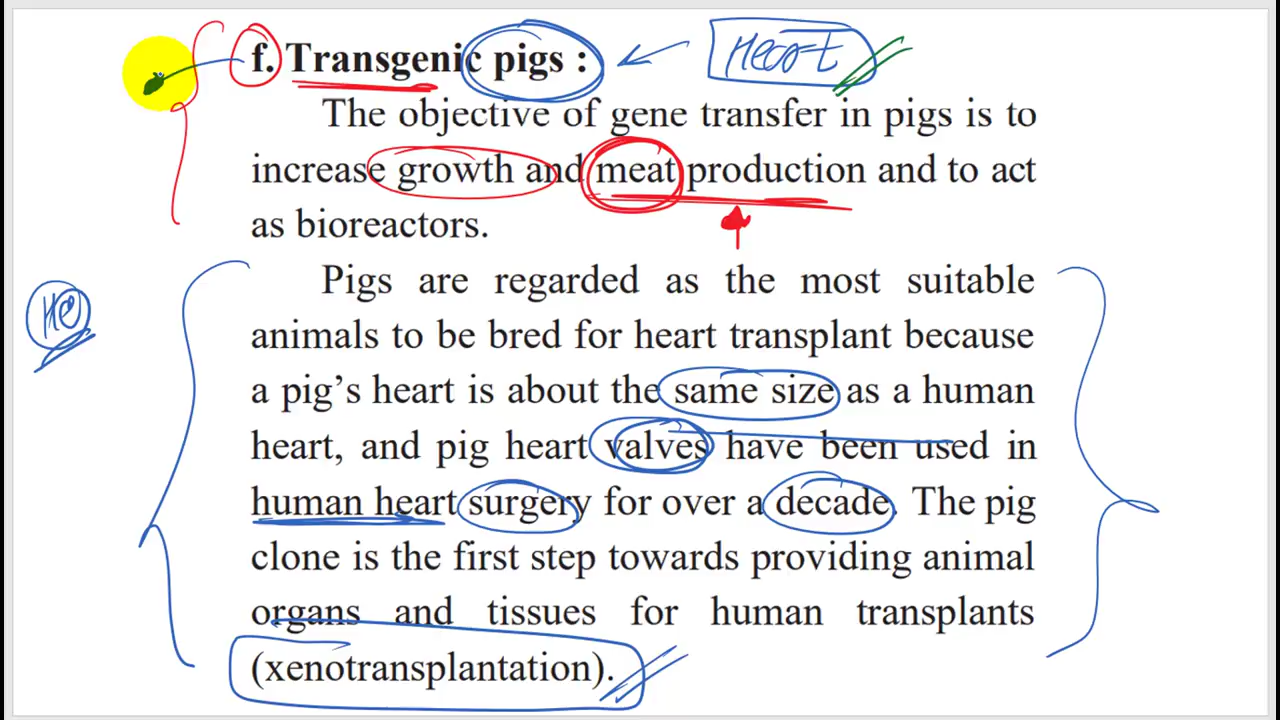 f. Transgenic pigs :
Heart
The objective of gene transfer in pigs is to
increase growth and meat production and to act
as bioreactors.
Pigs are regarded as the most suitable
animals to be bred for heart transplant because
a pig's heart is about the same size as a human
heart, and pig heart valves have been used in
human heart surgery for over a decade. The pig
clone is the first step towards providing animal
organs and tissues for human transplants
(xenotransplantation).